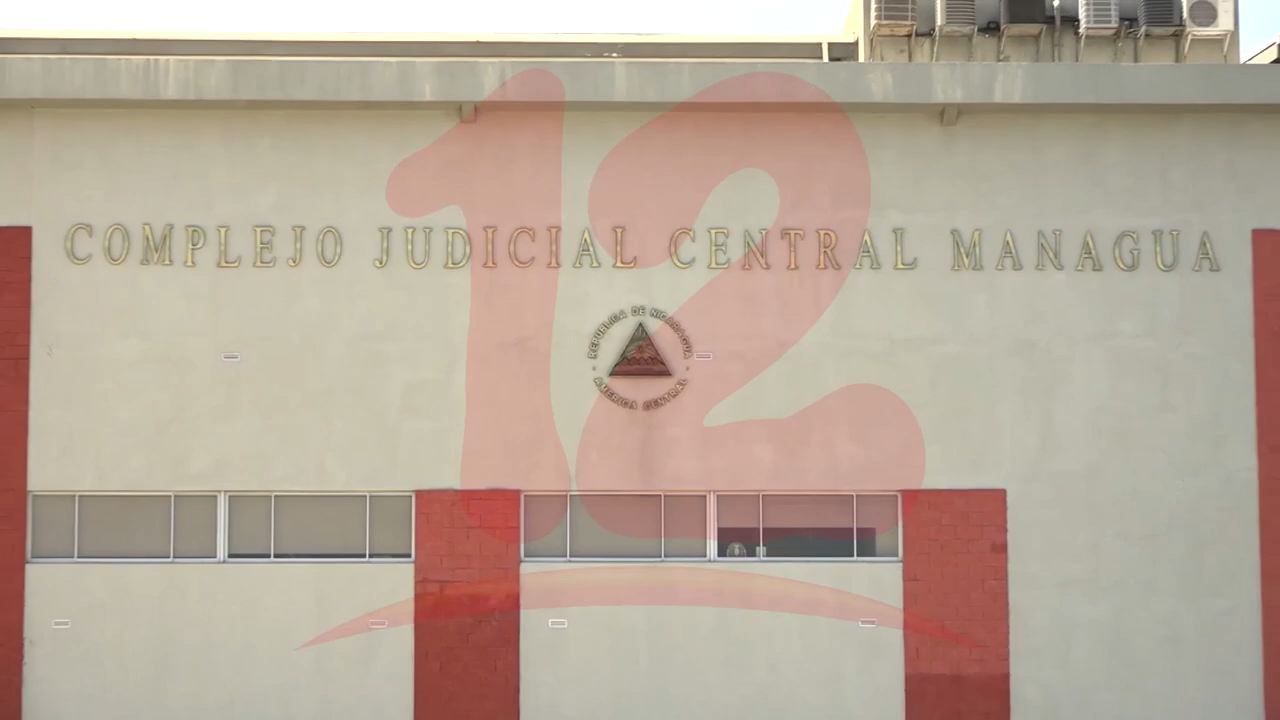 COMPLEJO JUDICIAL CENTRAL MANAGUA
REPUBLICA DE NICARAGUA
AMERICA CENTRAL
12